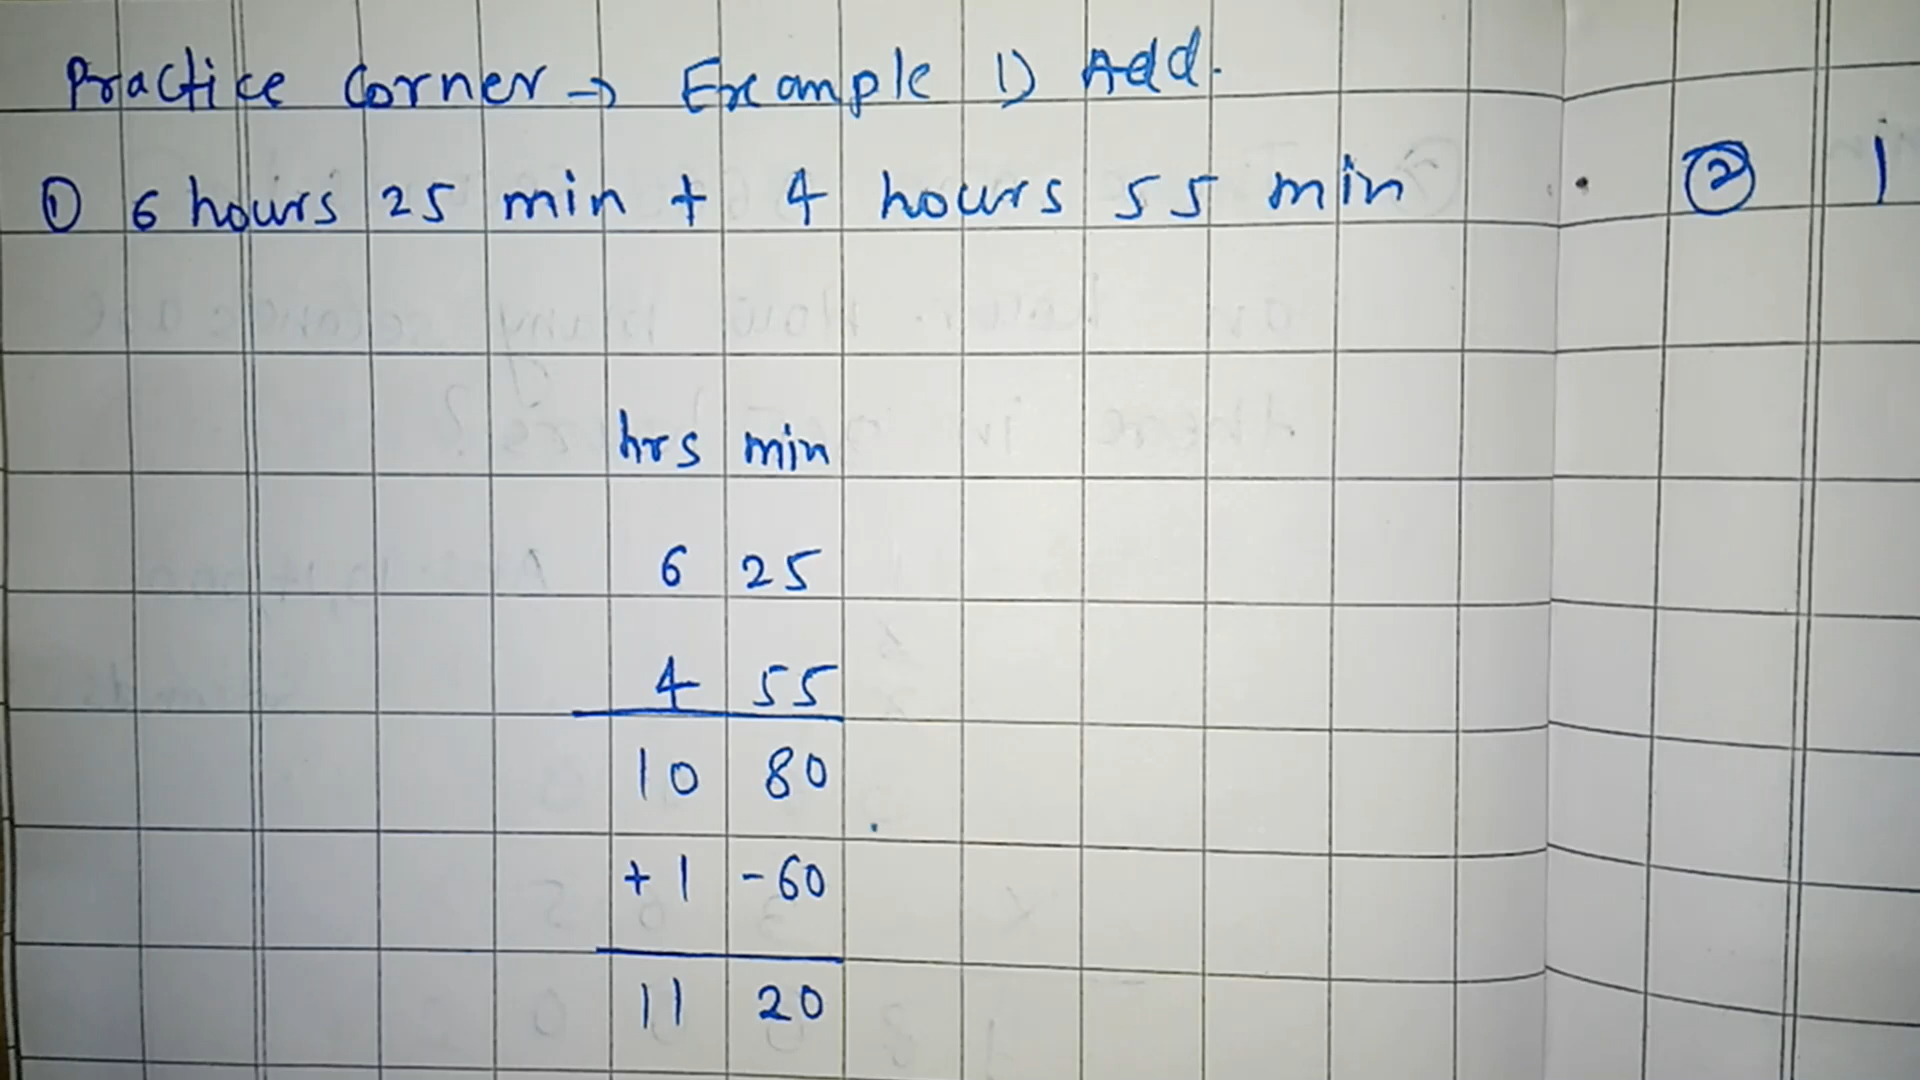 Practice Corner → Example 1) Add.
① 6 hours 25 min + 4 hours 55 min
② 1
hrs min
6 25
4 55
10 80
+1 -60
11 20